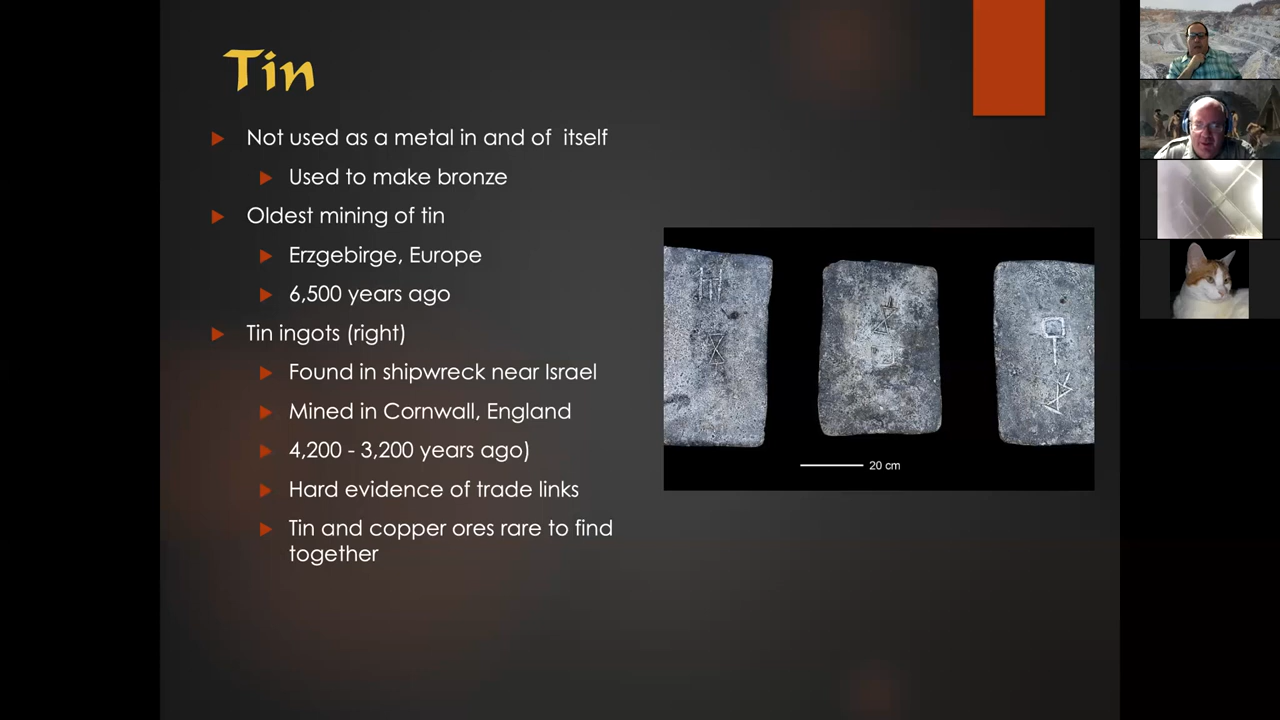 Tin
Not used as a metal in and of itself
Used to make bronze
Oldest mining of tin
Erzgebirge, Europe
6,500 years ago
Tin ingots (right)
Found in shipwreck near Israel
Mined in Cornwall, England
4,200 - 3,200 years ago)
Hard evidence of trade links
Tin and copper ores rare to find
together
20 cm